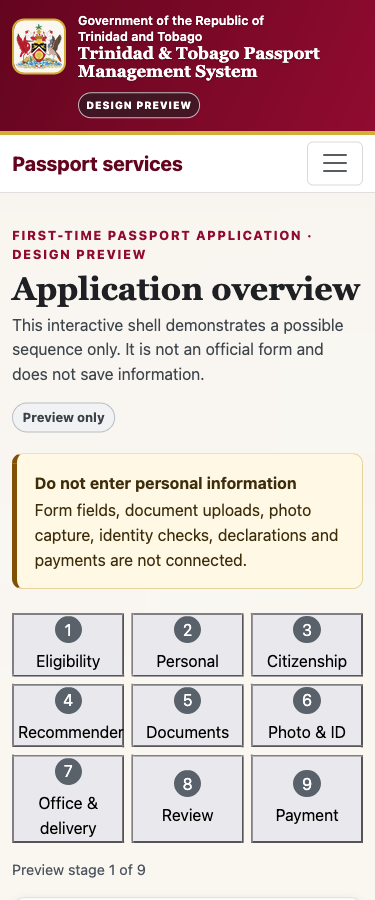 Government of the Republic of
Trinidad and Tobago
Trinidad & Tobago Passport
Management System
DESIGN PREVIEW
Passport services
FIRST-TIME PASSPORT APPLICATION ·
DESIGN PREVIEW
Application overview
This interactive shell demonstrates a possible
sequence only. It is not an official form and
does not save information.
Preview only
Do not enter personal information
Form fields, document uploads, photo
capture, identity checks, declarations and
payments are not connected.
1
Eligibility
2
Personal
3
Citizenship
4
Recommender
5
Documents
6
Photo & ID
7
Office &
delivery
8
Review
9
Payment
Preview stage 1 of 9